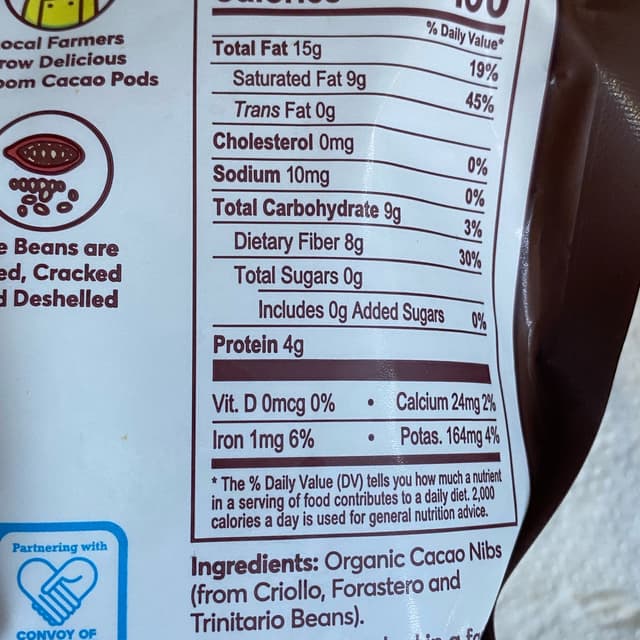 ocal Farmers
row Delicious
oom Cacao Pods
e Beans are
ed, Cracked
d Deshelled
Partnering with
CONVOY OF
% Daily Value*
Total Fat 15g 19%
Saturated Fat 9g 45%
Trans Fat 0g
Cholesterol 0mg 0%
Sodium 10mg 0%
Total Carbohydrate 9g 3%
Dietary Fiber 8g 30%
Total Sugars 0g
Includes 0g Added Sugars 0%
Protein 4g
Vit. D 0mcg 0% • Calcium 24mg 2%
Iron 1mg 6% • Potas. 164mg 4%
* The % Daily Value (DV) tells you how much a nutrient
in a serving of food contributes to a daily diet. 2,000
calories a day is used for general nutrition advice.
Ingredients: Organic Cacao Nibs
(from Criollo, Forastero and
Trinitario Beans).